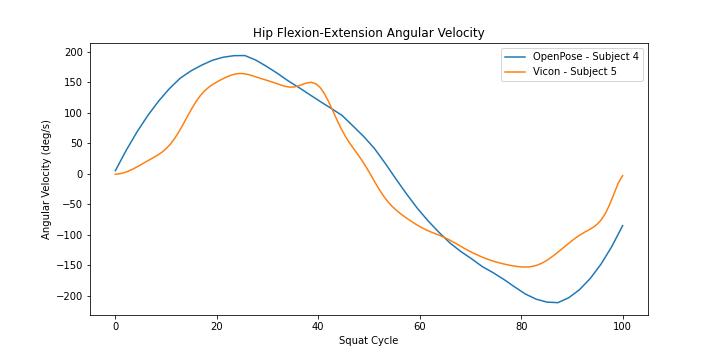 Hip Flexion-Extension Angular Velocity
OpenPose - Subject 4
Vicon - Subject 5
Angular Velocity (deg/s)
200
150
100
50
0
−50
−100
−150
−200
0 20 40 60 80 100
Squat Cycle